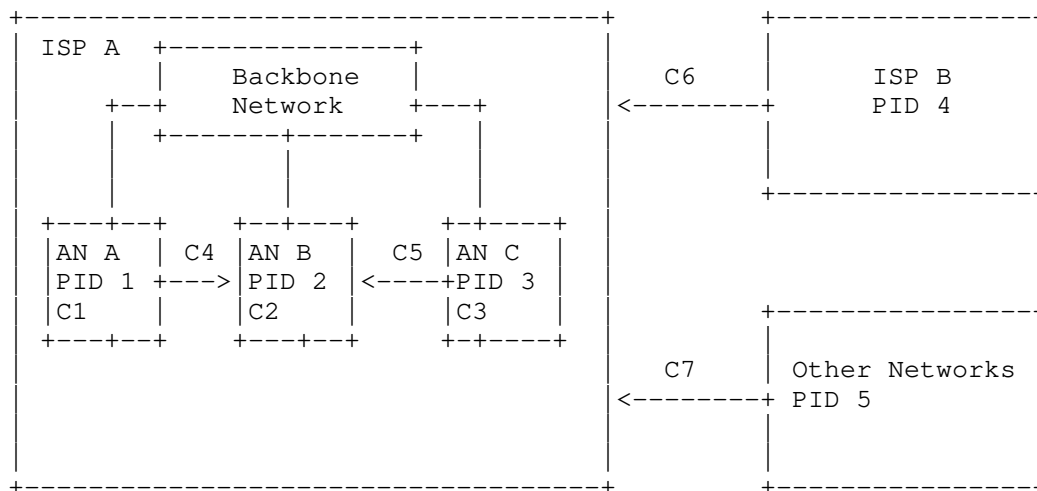 ISP A
Backbone
Network
C6
ISP B
PID 4
AN A C4 AN B C5 AN C
PID 1 PID 2 PID 3
C1 C2 C3
C7
Other Networks
PID 5